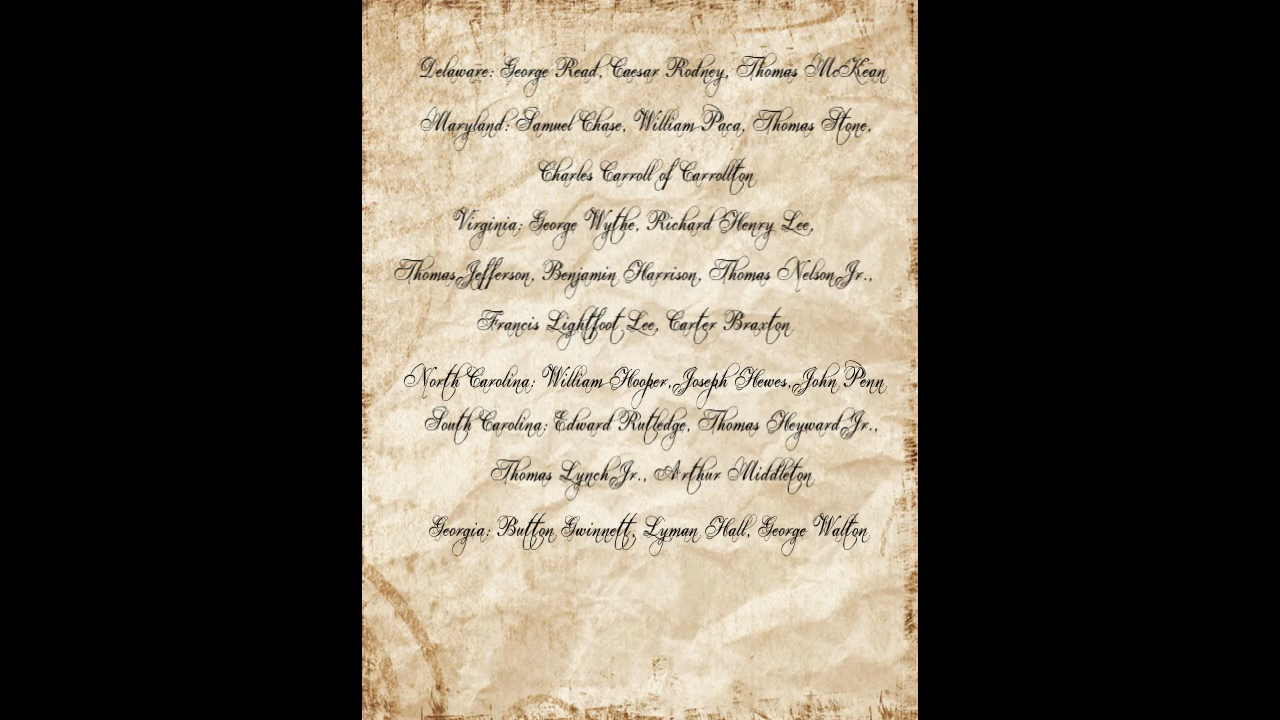 Delaware: George Read, Caesar Rodney, Thomas McKean
Maryland: Samuel Chase, William Paca, Thomas Stone,
Charles Carroll of Carrollton
Virginia: George Wythe, Richard Henry Lee,
Thomas Jefferson, Benjamin Harrison, Thomas Nelson Jr.,
Francis Lightfoot Lee, Carter Braxton
North Carolina: William Hooper, Joseph Hewes, John Penn
South Carolina: Edward Rutledge, Thomas Heyward Jr.,
Thomas Lynch Jr., Arthur Middleton
Georgia: Button Gwinnett, Lyman Hall, George Walton